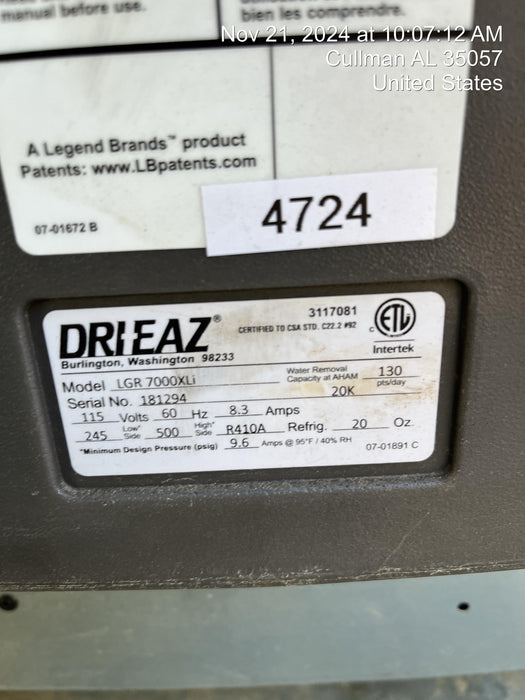 manual before use.
bien les comprendre.
Nov 21, 2024 at 10:07:12 AM
Cullman AL 35057
United States
A Legend Brands™ product
Patents: www.LBpatents.com
07-01672 B
4724
DRIEAZ®
Burlington, Washington 98233
3117081
CERTIFIED TO CSA STD. C22.2 #92
C ETL
Intertek
Model LGR 7000XLi
Water Removal Capacity at AHAM 130 pts/day
Serial No. 181294
20K
115 Volts 60 Hz 8.3 Amps
245 Low* Side 500 High* Side R410A Refrig. 20 Oz.
*Minimum Design Pressure (psig) 9.6 Amps @ 95°F / 40% RH
07-01891 C